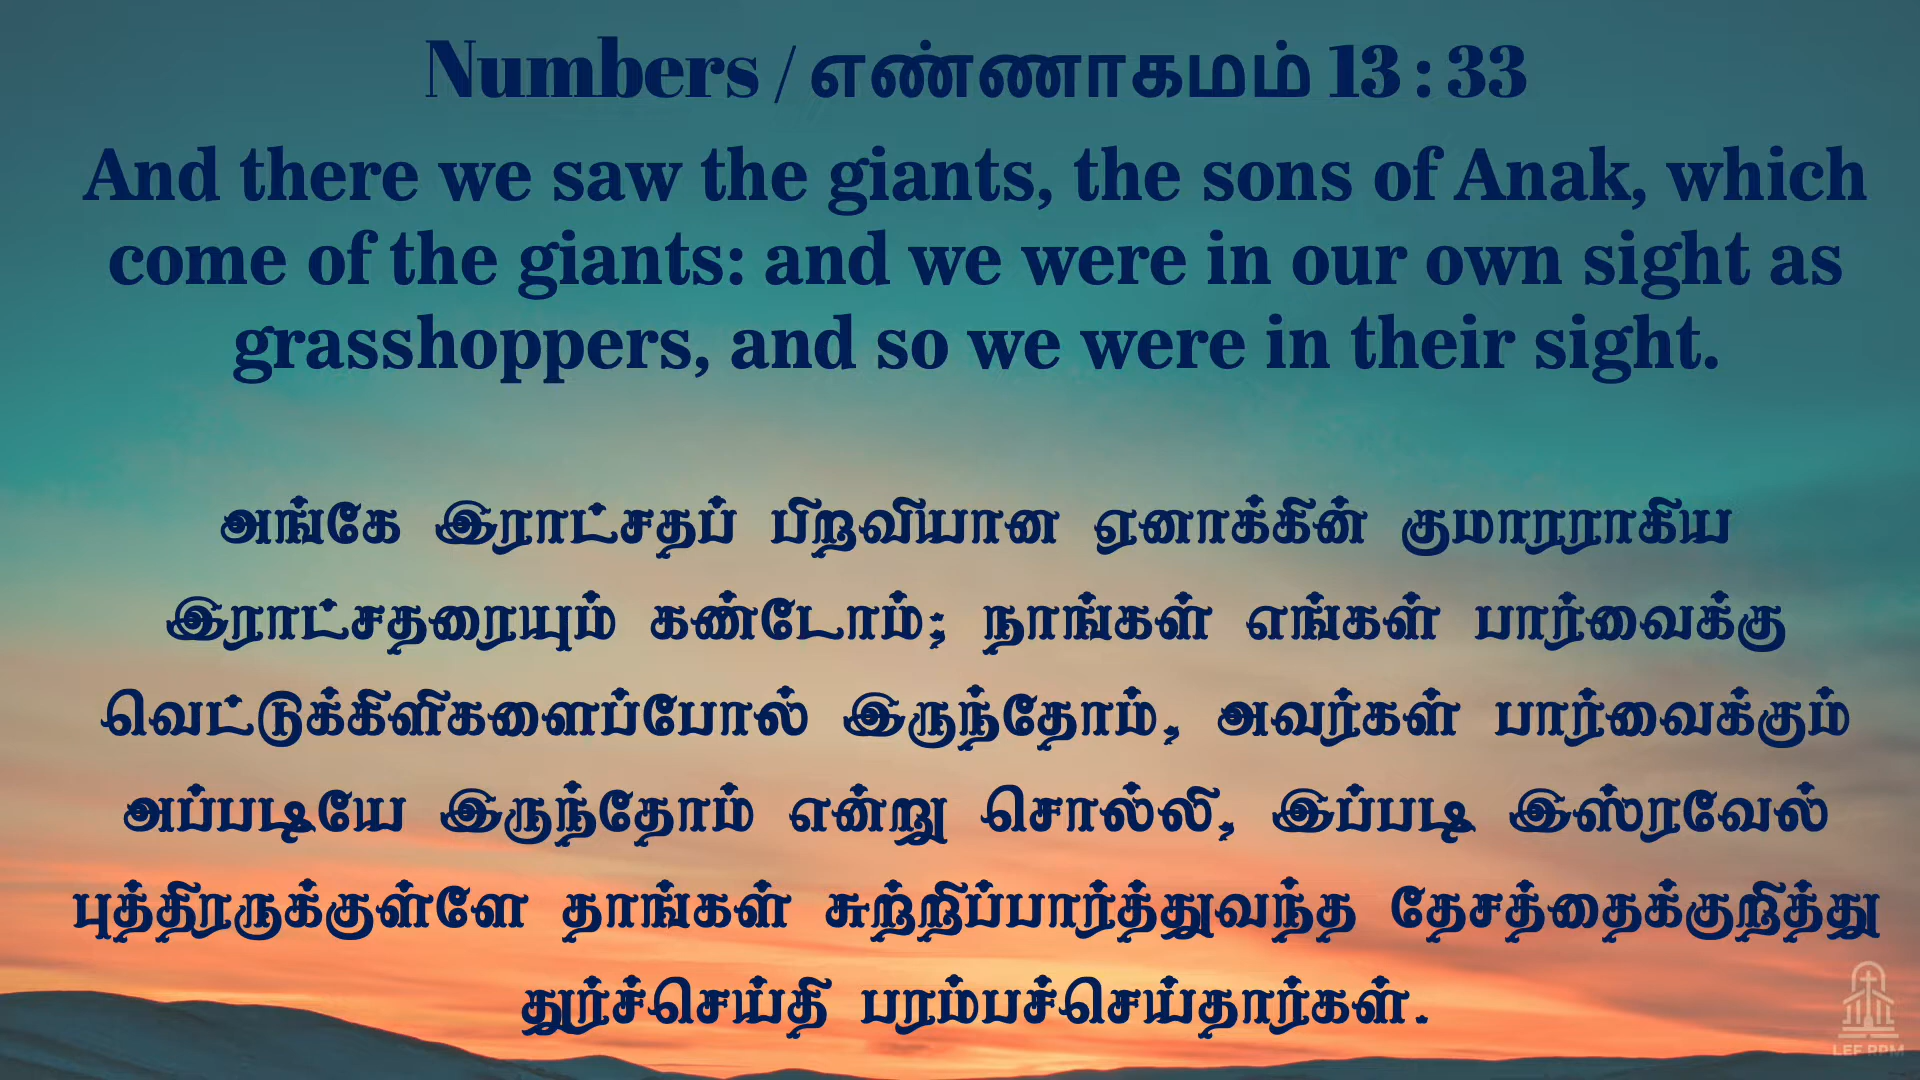 Numbers / எண்ணாகமம் 13 : 33
And there we saw the giants, the sons of Anak, which
come of the giants: and we were in our own sight as
grasshoppers, and so we were in their sight.
அங்கே இராட்சதப் பிறவியான ஏனாக்கின் குமாரராகிய
இராட்சதரையும் கண்டோம்; நாங்கள் எங்கள் பார்வைக்கு
வெட்டுக்கிளிகளைப்போல் இருந்தோம், அவர்கள் பார்வைக்கும்
அப்படியே இருந்தோம் என்று சொல்லி, இப்படி இஸ்ரவேல்
புத்திரருக்குள்ளே தாங்கள் சுற்றிப்பார்த்துவந்த தேசத்தைக்குறித்து
துர்ச்செய்தி பரம்பச்செய்தார்கள்.
LEF RPM